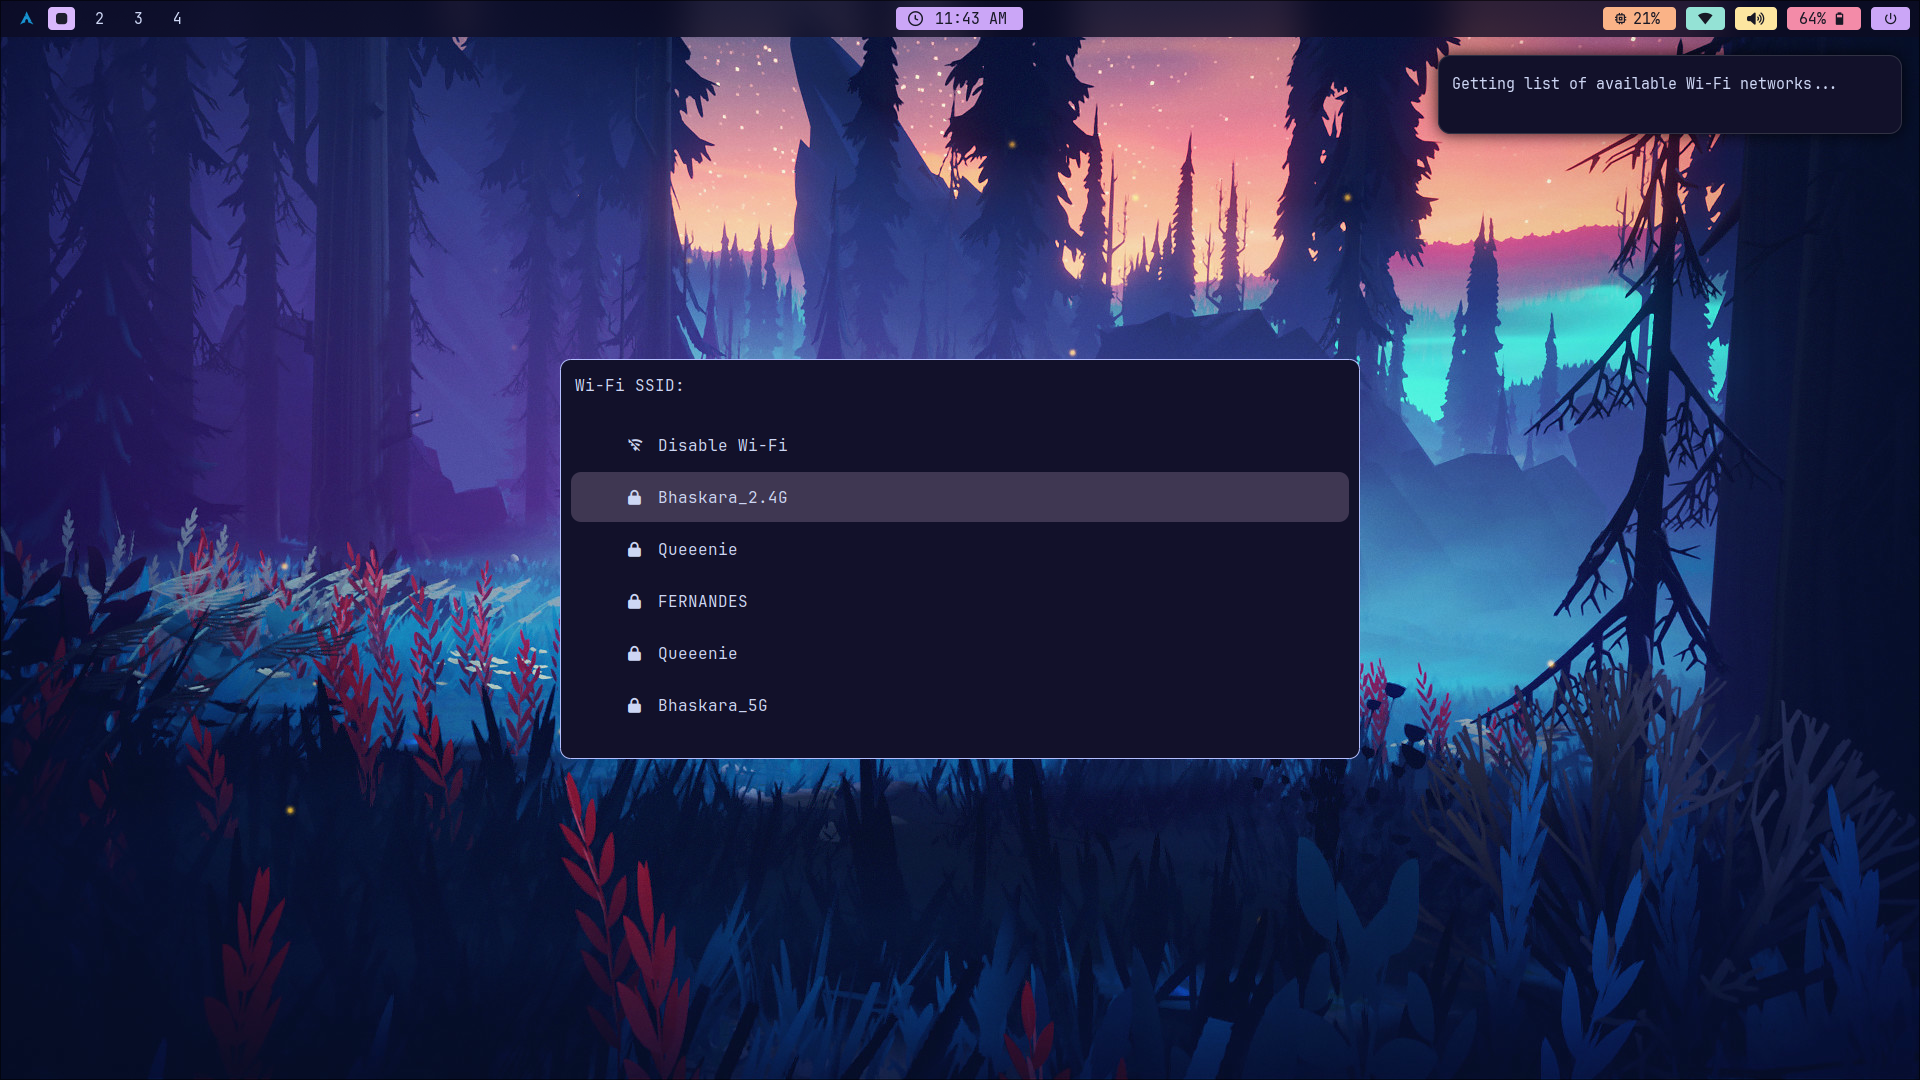 2 3 4
11:43 AM
21%
64%
Getting list of available Wi-Fi networks...
Wi-Fi SSID:
Disable Wi-Fi
Bhaskara_2.4G
Queeenie
FERNANDES
Queeenie
Bhaskara_5G